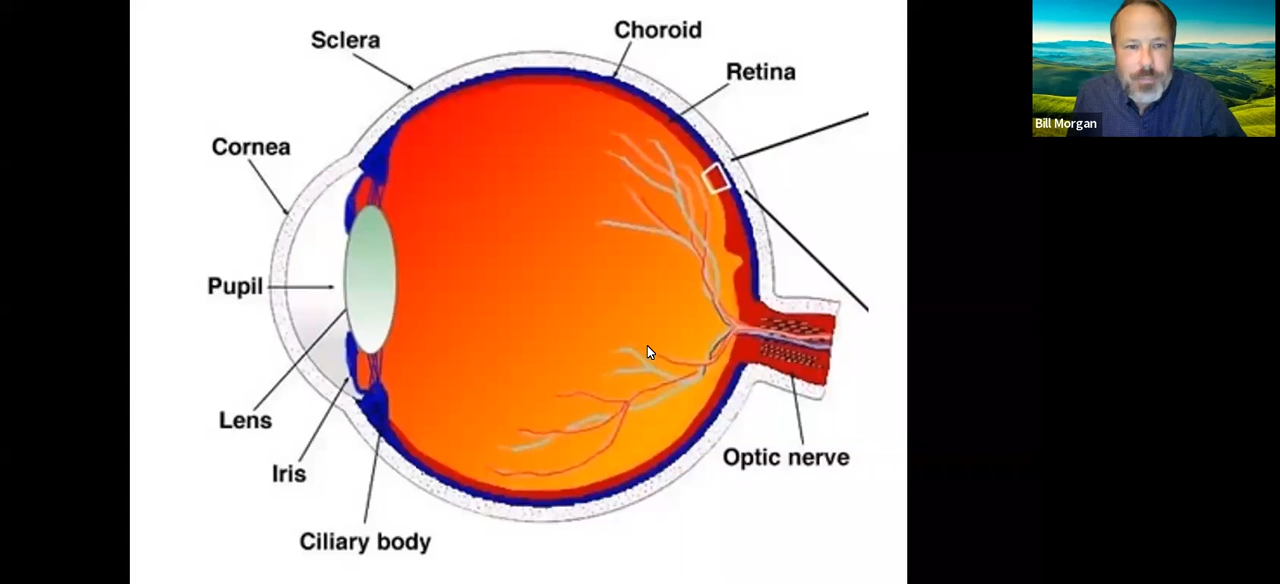 Sclera
Choroid
Retina
Cornea
Pupil
Lens
Iris
Ciliary body
Optic nerve
Bill Morgan